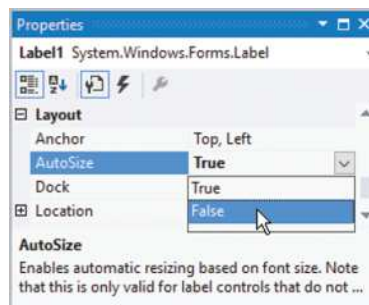 Properties
Label1 System.Windows.Forms.Label
Layout
Anchor Top, Left
AutoSize True
Dock True
Location False
AutoSize
Enables automatic resizing based on font size. Note
that this is only valid for label controls that do not ...